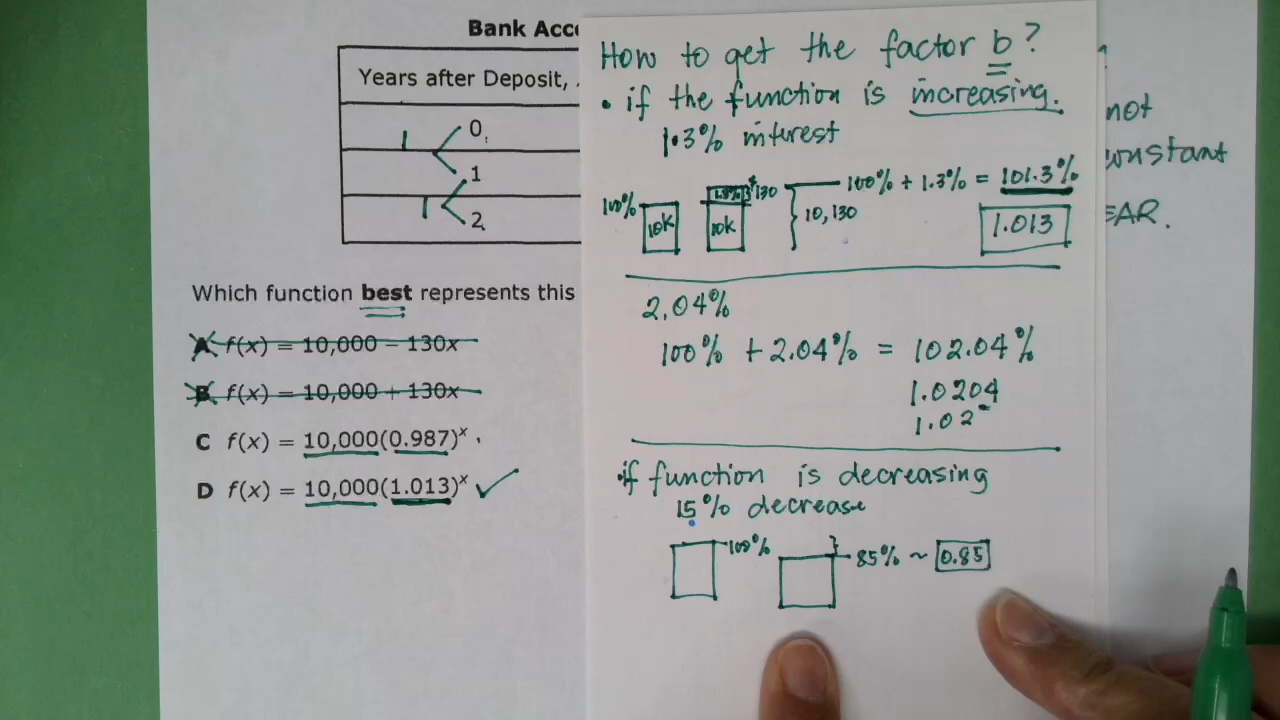 Bank Acc
Years after Deposit,
0
1
1
1
2
Which function best represents this
A f(x) = 10,000 − 130x
B f(x) = 10,000 + 130x
C f(x) = 10,000(0.987)ˣ
D f(x) = 10,000(1.013)ˣ ✓
How to get the factor b?
• if the function is increasing.
1.3% interest
100% 10k 1.3% $130 10k 10,130 100% + 1.3% = 101.3%
1.013
2.04%
100% + 2.04% = 102.04%
1.0204
1.02
• if function is decreasing
15% decrease
100% 85% ~ 0.85
not
constant
EAR.